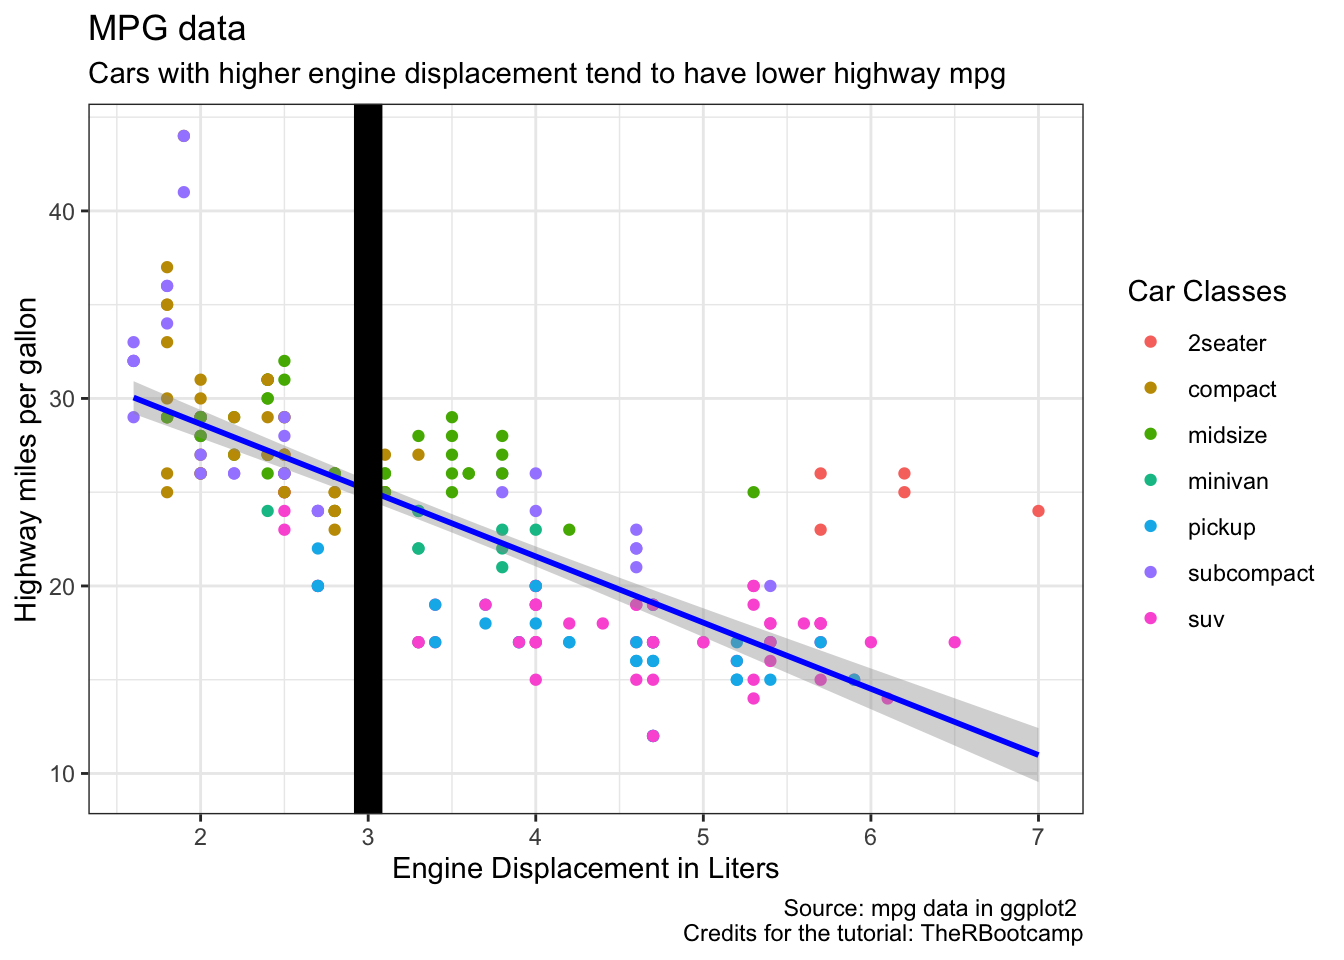 MPG data
Cars with higher engine displacement tend to have lower highway mpg
Highway miles per gallon
40
30
20
10
2 3 4 5 6 7
Engine Displacement in Liters
Car Classes
2seater
compact
midsize
minivan
pickup
subcompact
suv
Source: mpg data in ggplot2
Credits for the tutorial: TheRBootcamp